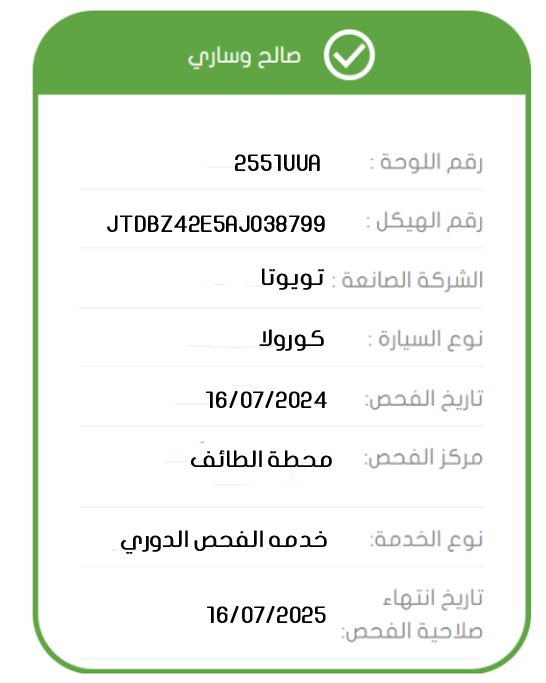 صالح وساري
رقم اللوحة : 2551UUA
رقم الهيكل : JTDBZ42E5AJ038799
الشركة الصانعة : تويوتا
نوع السيارة : كورولا
تاريخ الفحص: 16/07/2024
مركز الفحص: محطة الطائف
نوع الخدمة: خدمه الفحص الدوري
تاريخ انتهاء
صلاحية الفحص: 16/07/2025